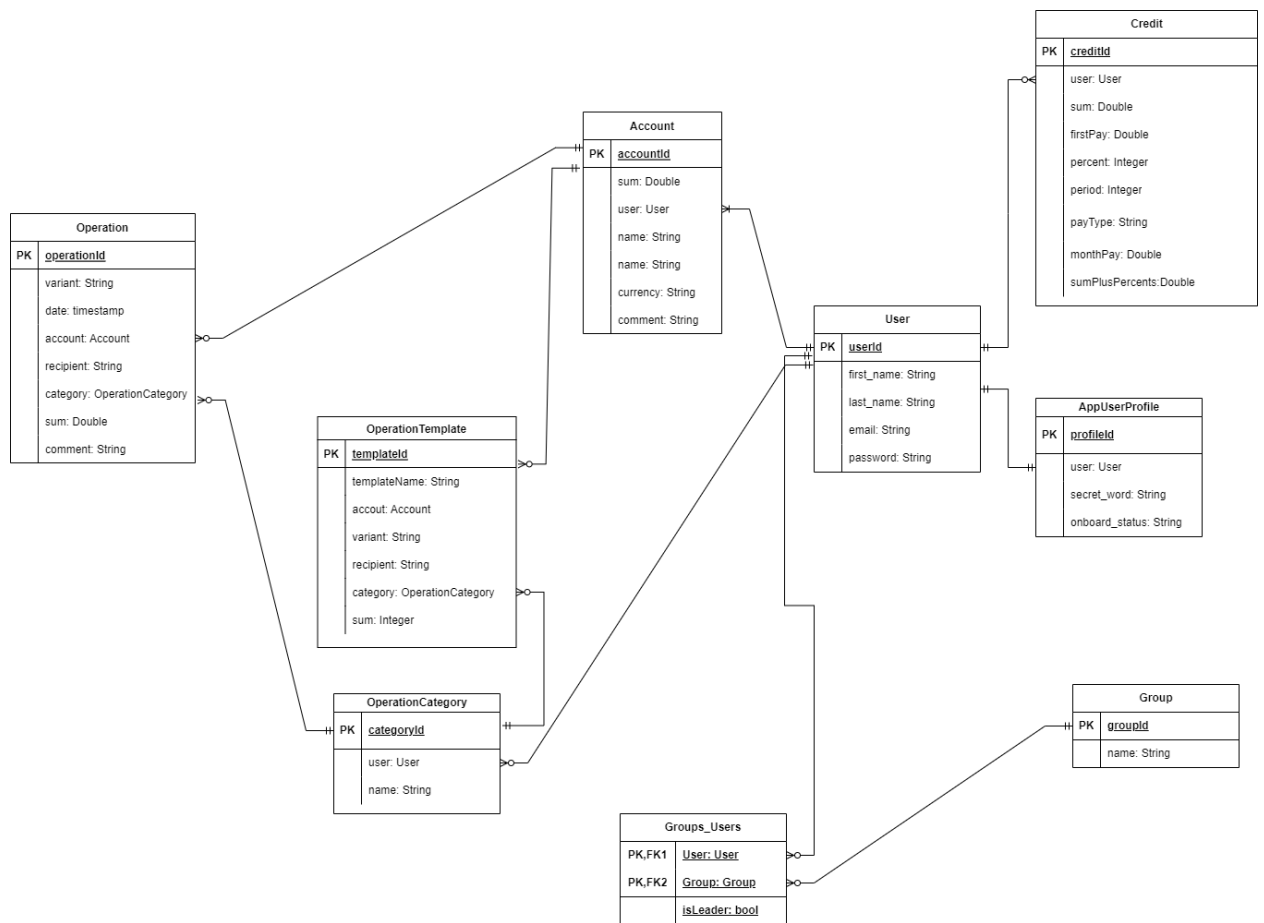 Credit
PK creditId
user: User
sum: Double
firstPay: Double
percent: Integer
period: Integer
payType: String
monthPay: Double
sumPlusPercents:Double
Account
PK accountId
sum: Double
user: User
name: String
name: String
currency: String
comment: String
Operation
PK operationId
variant: String
date: timestamp
account: Account
recipient: String
category: OperationCategory
sum: Double
comment: String
User
PK userId
first_name: String
last_name: String
email: String
password: String
AppUserProfile
PK profileId
user: User
secret_word: String
onboard_status: String
OperationTemplate
PK templateId
templateName: String
accout: Account
variant: String
recipient: String
category: OperationCategory
sum: Integer
OperationCategory
PK categoryId
user: User
name: String
Group
PK groupId
name: String
Groups_Users
PK,FK1 User: User
PK,FK2 Group: Group
isLeader: bool